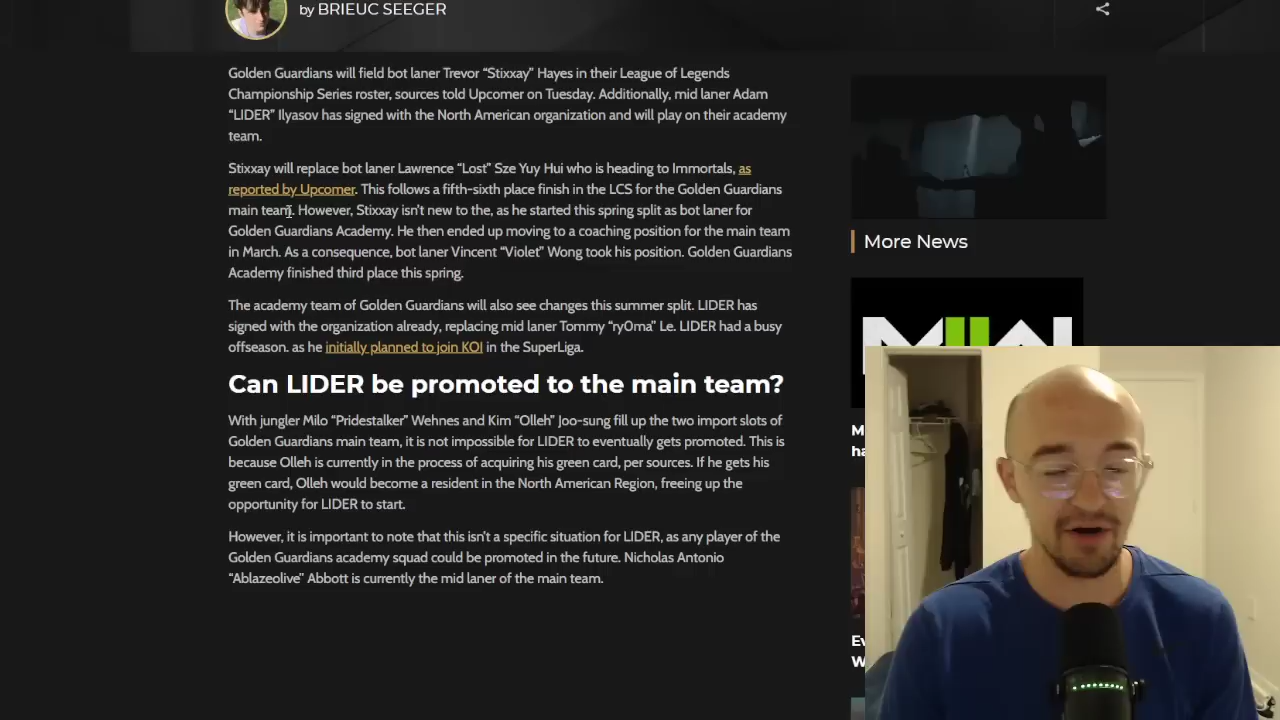 by BRIEUC SEEGER
Golden Guardians will field bot laner Trevor “Stixxay” Hayes in their League of Legends
Championship Series roster, sources told Upcomer on Tuesday. Additionally, mid laner Adam
“LIDER” Ilyasov has signed with the North American organization and will play on their academy
team.
Stixxay will replace bot laner Lawrence “Lost” Sze Yuy Hui who is heading to Immortals, as
reported by Upcomer. This follows a fifth-sixth place finish in the LCS for the Golden Guardians
main team. However, Stixxay isn’t new to the, as he started this spring split as bot laner for
Golden Guardians Academy. He then ended up moving to a coaching position for the main team
in March. As a consequence, bot laner Vincent “Violet” Wong took his position. Golden Guardians
Academy finished third place this spring.
The academy team of Golden Guardians will also see changes this summer split. LIDER has
signed with the organization already, replacing mid laner Tommy “ry0ma” Le. LIDER had a busy
offseason. as he initially planned to join KOI in the SuperLiga.
Can LIDER be promoted to the main team?
With jungler Milo “Pridestalker” Wehnes and Kim “Olleh” Joo-sung fill up the two import slots of
Golden Guardians main team, it is not impossible for LIDER to eventually gets promoted. This is
because Olleh is currently in the process of acquiring his green card, per sources. If he gets his
green card, Olleh would become a resident in the North American Region, freeing up the
opportunity for LIDER to start.
However, it is important to note that this isn’t a specific situation for LIDER, as any player of the
Golden Guardians academy squad could be promoted in the future. Nicholas Antonio
“Ablazeolive” Abbott is currently the mid laner of the main team.
More News